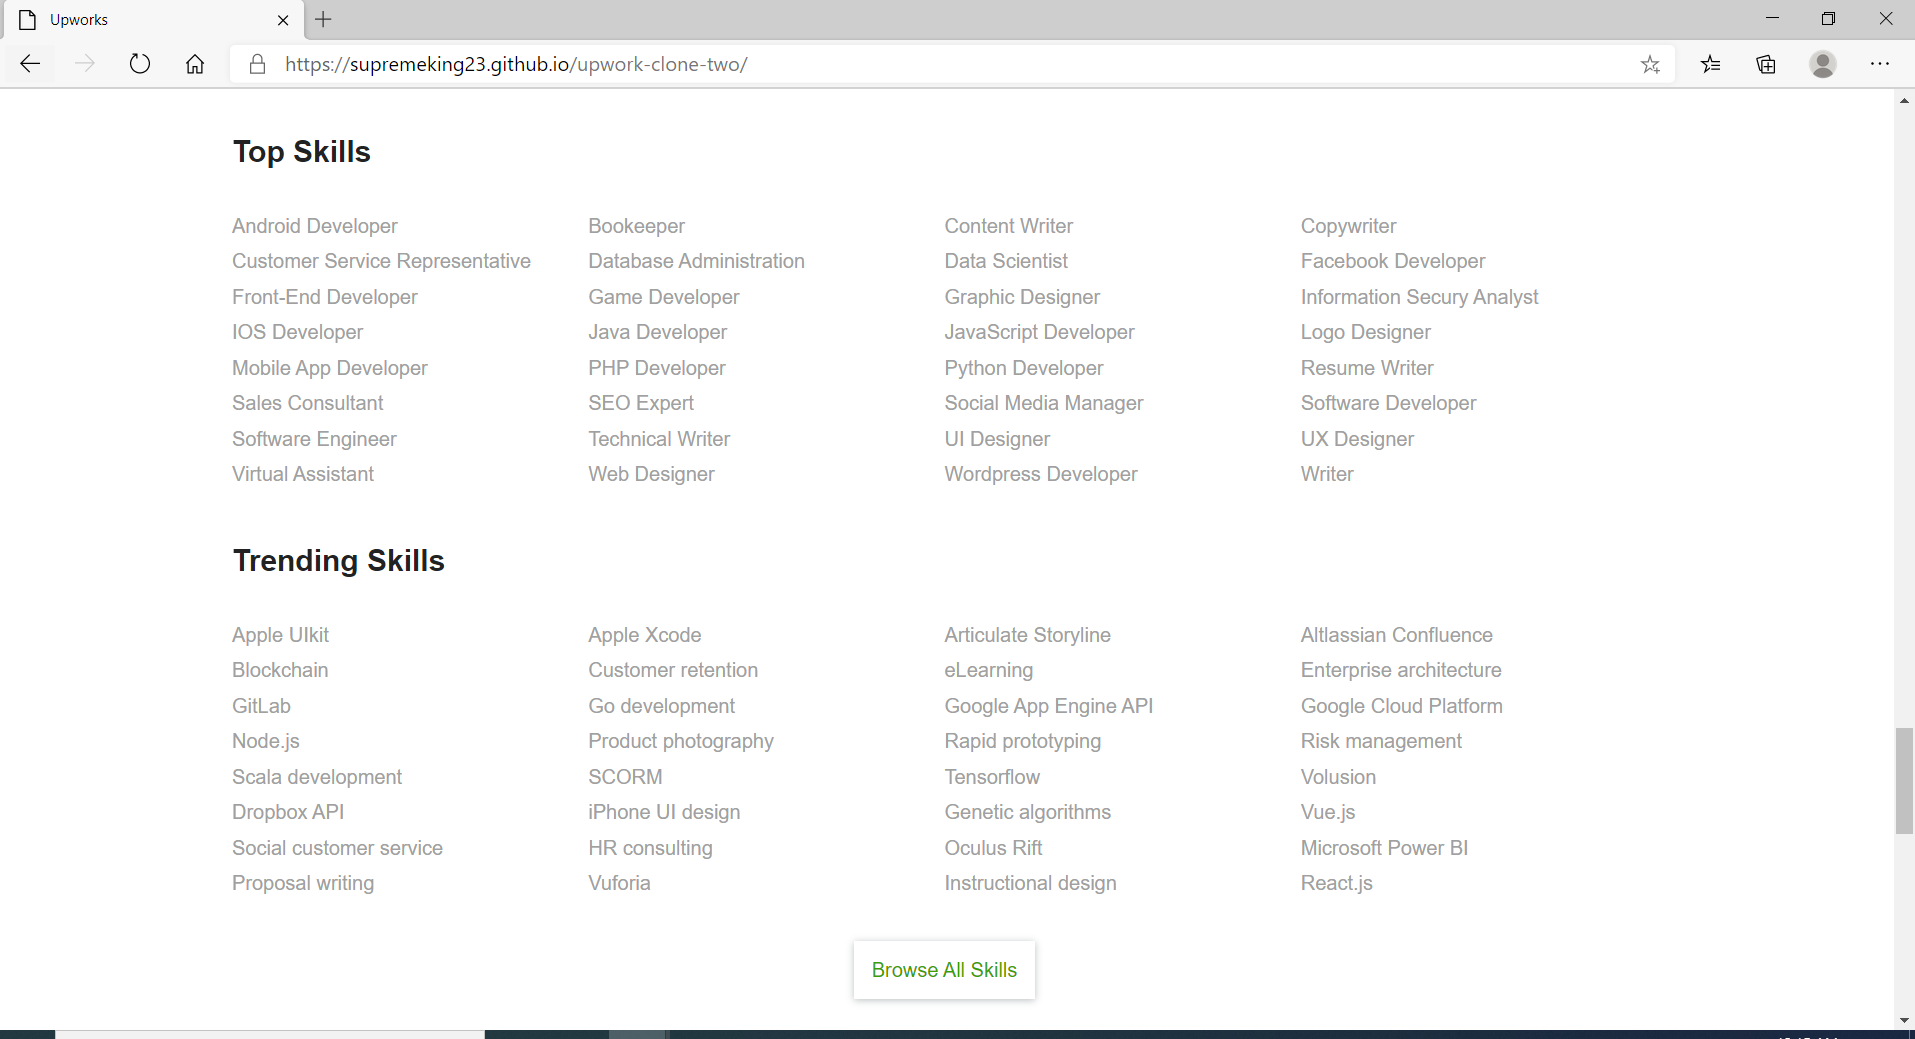 Upworks
https://supremeking23.github.io/upwork-clone-two/
Top Skills
Android Developer Bookeeper Content Writer Copywriter
Customer Service Representative Database Administration Data Scientist Facebook Developer
Front-End Developer Game Developer Graphic Designer Information Secury Analyst
IOS Developer Java Developer JavaScript Developer Logo Designer
Mobile App Developer PHP Developer Python Developer Resume Writer
Sales Consultant SEO Expert Social Media Manager Software Developer
Software Engineer Technical Writer UI Designer UX Designer
Virtual Assistant Web Designer Wordpress Developer Writer
Trending Skills
Apple UIkit Apple Xcode Articulate Storyline Altlassian Confluence
Blockchain Customer retention eLearning Enterprise architecture
GitLab Go development Google App Engine API Google Cloud Platform
Node.js Product photography Rapid prototyping Risk management
Scala development SCORM Tensorflow Volusion
Dropbox API iPhone UI design Genetic algorithms Vue.js
Social customer service HR consulting Oculus Rift Microsoft Power BI
Proposal writing Vuforia Instructional design React.js
Browse All Skills